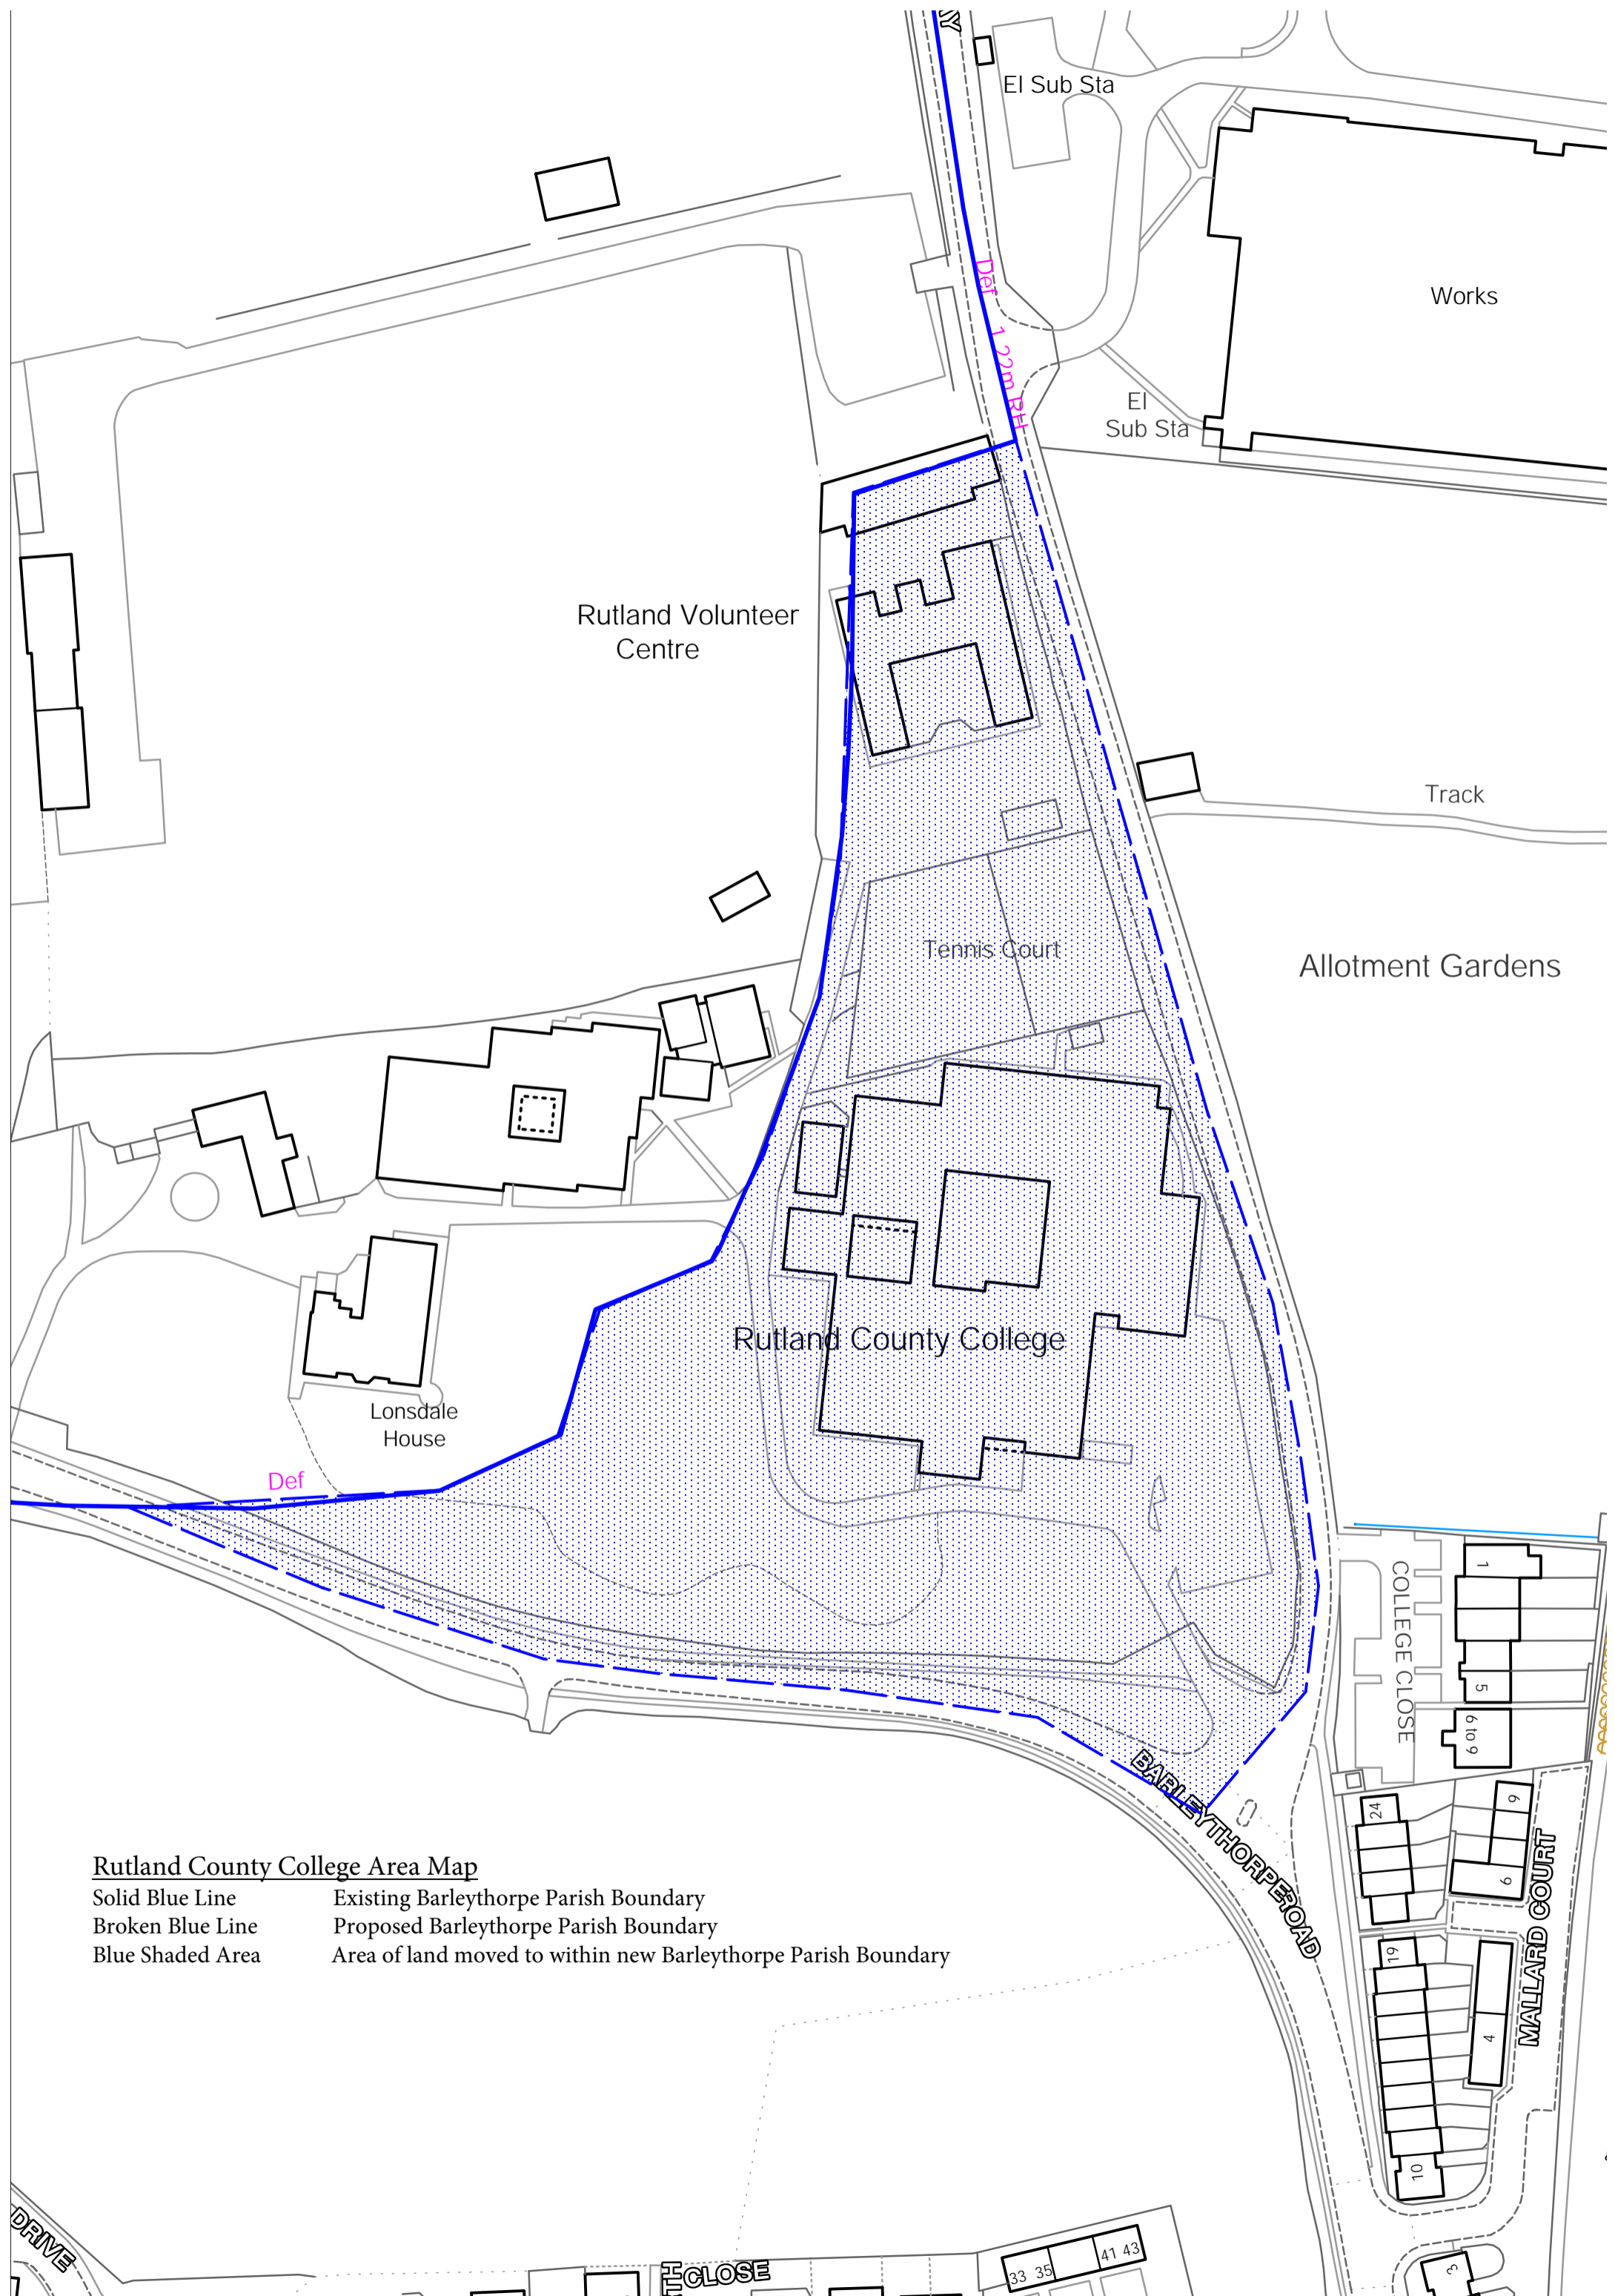 El Sub Sta
Works
Def
1.22m RH
El
Sub Sta
Rutland Volunteer
Centre
Track
Tennis Court
Allotment Gardens
Rutland County College
Lonsdale
House
Def
COLLEGE CLOSE
1
5
6 to 9
BARLEYTHORPE ROAD
24
9
6
MALLARD COURT
19
4
10
3
Rutland County College Area Map
Solid Blue Line Existing Barleythorpe Parish Boundary
Broken Blue Line Proposed Barleythorpe Parish Boundary
Blue Shaded Area Area of land moved to within new Barleythorpe Parish Boundary
DRIVE
CLOSE
33 35
41 43